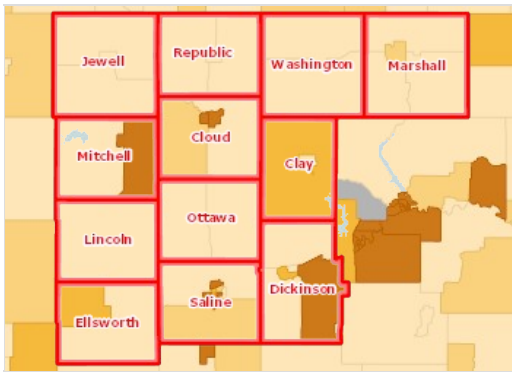 Jewell
Republic
Washington
Marshall
Mitchell
Cloud
Clay
Lincoln
Ottawa
Ellsworth
Saline
Dickinson